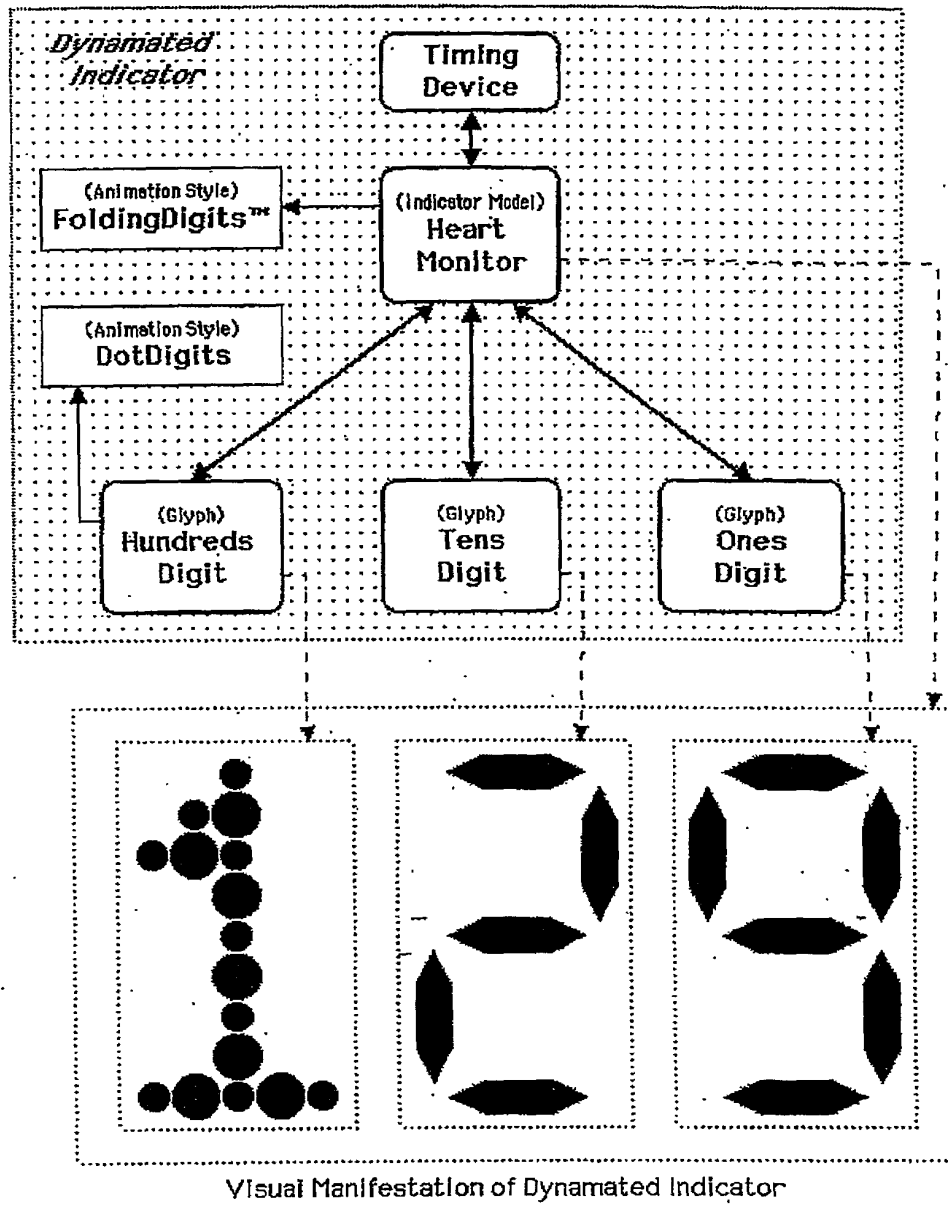 Dynamated
Indicator
Timing
Device
(Animation Style)
FoldingDigits™
(Indicator Model)
Heart
Monitor
(Animation Style)
DotDigits
(Glyph)
Hundreds
Digit
(Glyph)
Tens
Digit
(Glyph)
Ones
Digit
129
Visual Manifestation of Dynamated Indicator